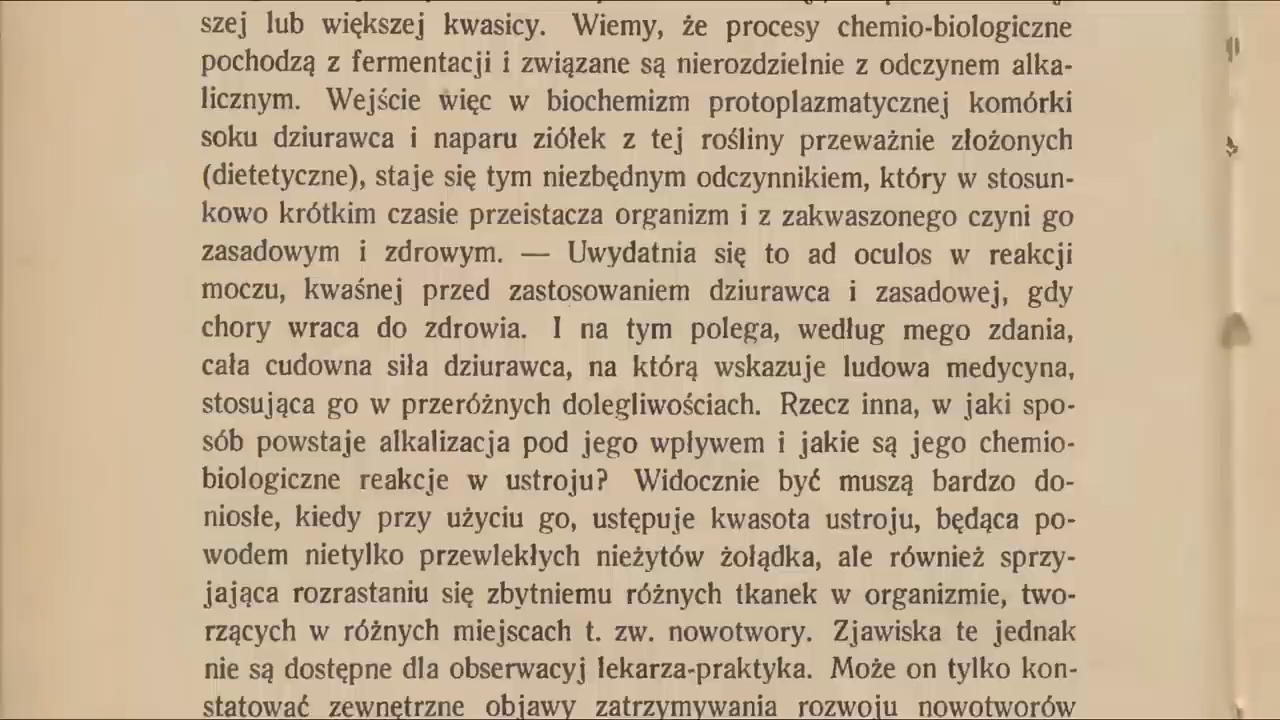 szej lub większej kwasicy. Wiemy, że procesy chemio-biologiczne
pochodzą z fermentacji i związane są nierozdzielnie z odczynem alka-
licznym. Wejście więc w biochemizm protoplazmatycznej komórki
soku dziurawca i naparu ziółek z tej rośliny przeważnie złożonych
(dietetyczne), staje się tym niezbędnym odczynnikiem, który w stosun-
kowo krótkim czasie przeistacza organizm i z zakwaszonego czyni go
zasadowym i zdrowym. — Uwydatnia się to ad oculos w reakcji
moczu, kwaśnej przed zastosowaniem dziurawca i zasadowej, gdy
chory wraca do zdrowia. I na tym polega, według mego zdania,
cała cudowna siła dziurawca, na którą wskazuje ludowa medycyna,
stosująca go w przeróżnych dolegliwościach. Rzecz inna, w jaki spo-
sób powstaje alkalizacja pod jego wpływem i jakie są jego chemio-
biologiczne reakcje w ustroju? Widocznie być muszą bardzo do-
niosłe, kiedy przy użyciu go, ustępuje kwasota ustroju, będąca po-
wodem nietylko przewlekłych nieżytów żołądka, ale również sprzy-
jająca rozrastaniu się zbytniemu różnych tkanek w organizmie, two-
rzących w różnych miejscach t. zw. nowotwory. Zjawiska te jednak
nie są dostępne dla obserwacyj lekarza-praktyka. Może on tylko kon-
statować zewnętrzne objawy zatrzymywania rozwoju nowotworów